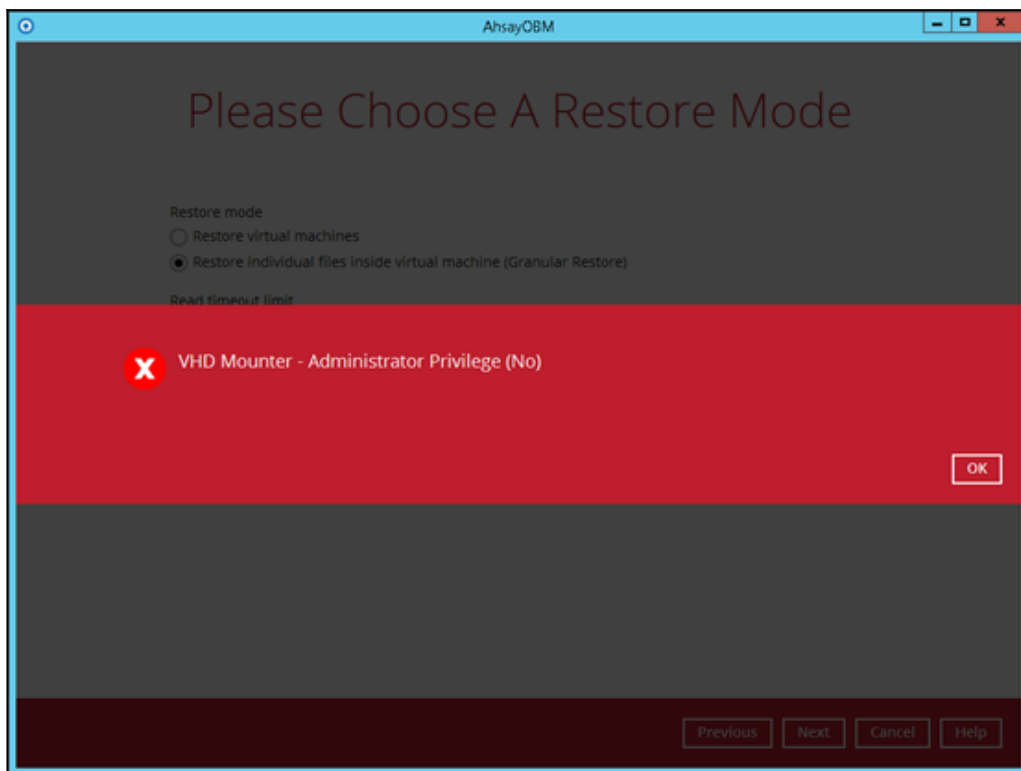 AhsayOBM
Please Choose A Restore Mode
Restore mode
Restore virtual machines
Restore individual files inside virtual machine (Granular Restore)
Read timeout limit
X VHD Mounter - Administrator Privilege (No)
OK
Previous Next Cancel Help